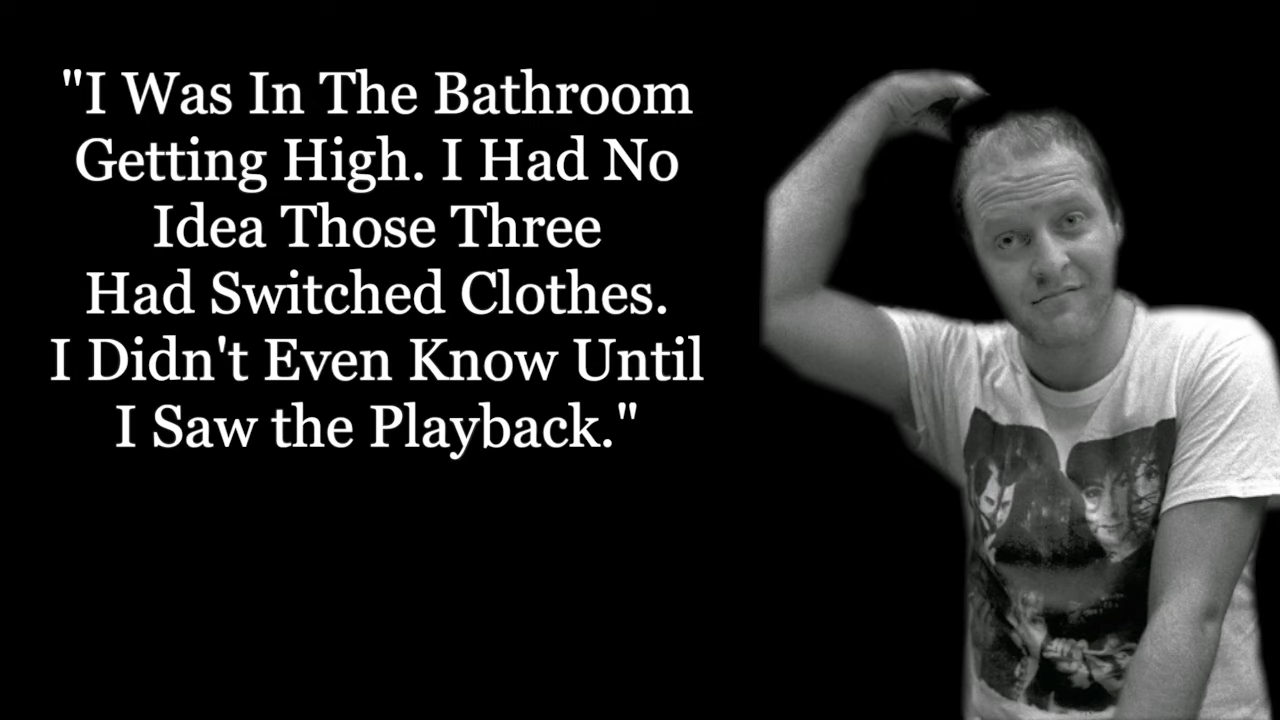 "I Was In The Bathroom
Getting High. I Had No
Idea Those Three
Had Switched Clothes.
I Didn't Even Know Until
I Saw the Playback."